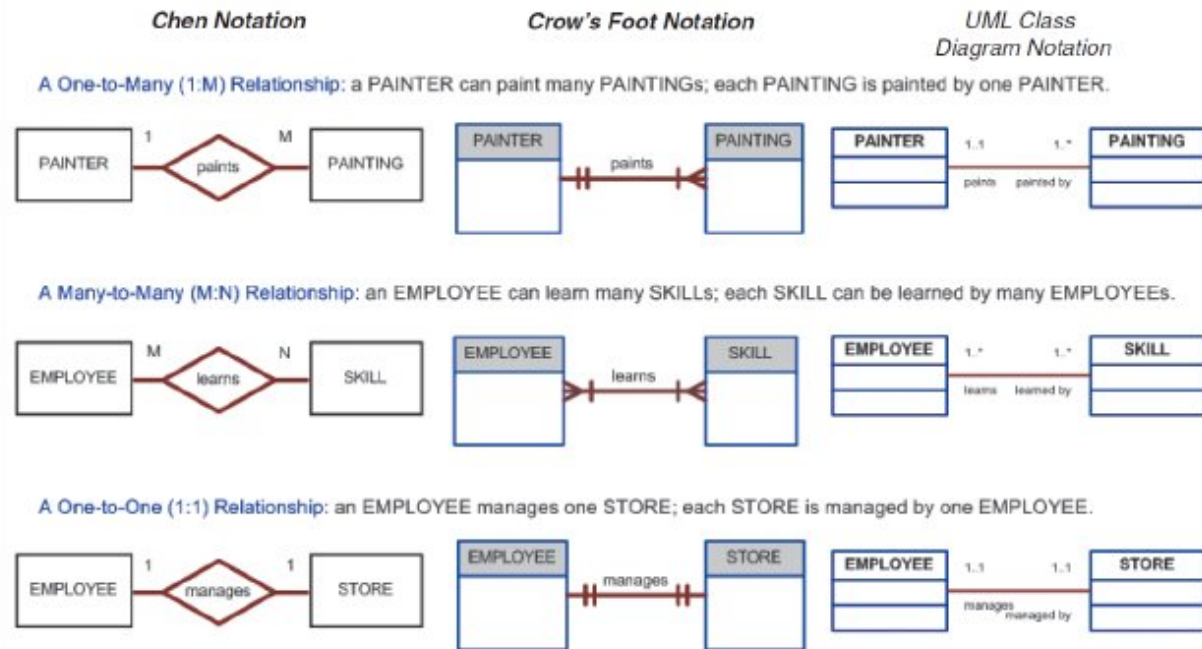 Chen Notation
Crow's Foot Notation
UML Class
Diagram Notation
A One-to-Many (1:M) Relationship: a PAINTER can paint many PAINTINGs; each PAINTING is painted by one PAINTER.
PAINTER
1
paints
M
PAINTING
PAINTER
paints
PAINTING
PAINTER
1..1
1..*
PAINTING
paints
painted by
A Many-to-Many (M:N) Relationship: an EMPLOYEE can learn many SKILLs; each SKILL can be learned by many EMPLOYEEs.
EMPLOYEE
M
learns
N
SKILL
EMPLOYEE
learns
SKILL
EMPLOYEE
1..*
1..*
SKILL
learns
learned by
A One-to-One (1:1) Relationship: an EMPLOYEE manages one STORE; each STORE is managed by one EMPLOYEE.
EMPLOYEE
1
manages
1
STORE
EMPLOYEE
manages
STORE
EMPLOYEE
1..1
1..1
STORE
manages
managed by